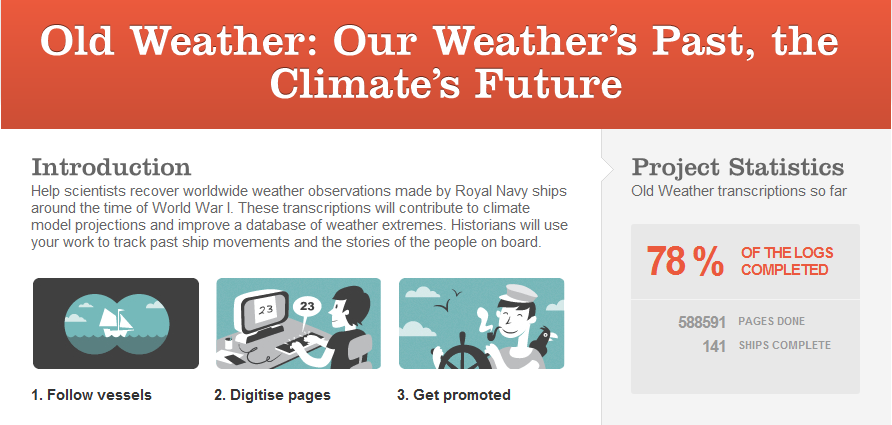 Old Weather: Our Weather's Past, the
Climate's Future
Introduction
Help scientists recover worldwide weather observations made by Royal Navy ships
around the time of World War I. These transcriptions will contribute to climate
model projections and improve a database of weather extremes. Historians will use
your work to track past ship movements and the stories of the people on board.
23
23
1. Follow vessels
2. Digitise pages
3. Get promoted
Project Statistics
Old Weather transcriptions so far
78 % OF THE LOGS
COMPLETED
588591 PAGES DONE
141 SHIPS COMPLETE